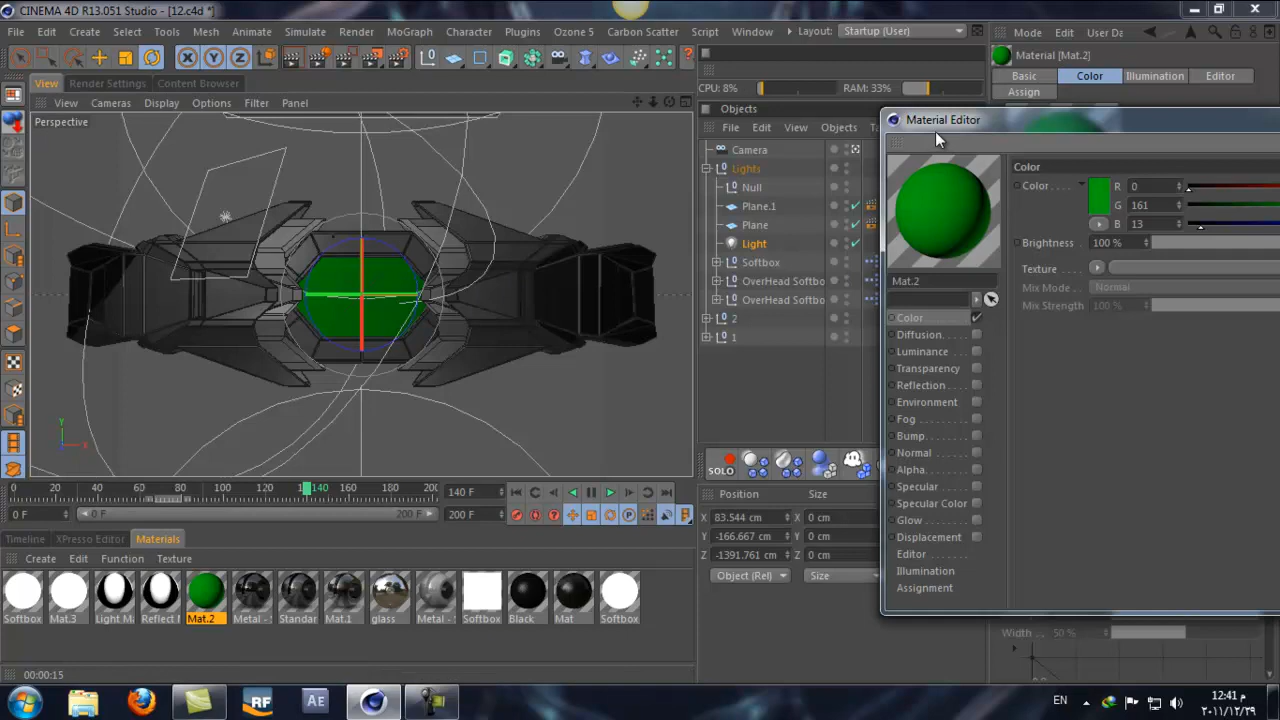 CINEMA 4D R13.051 Studio - [12.c4d *]
File Edit Create Select Tools Mesh Animate Simulate Render MoGraph Character Plugins Ozone 5 Carbon Scatter Script Window Layout: Startup (User)
Mode Edit User Da
X Y Z
Material [Mat.2]
Basic Color Illumination Editor
Assign
View Render Settings Content Browser
CPU: 8% RAM: 33%
View Cameras Display Options Filter Panel
Objects
Perspective
File Edit View Objects Ta
Camera
Lights
Null
Plane.1
Plane
Light
Softbox
OverHead Softbo
OverHead Softbo
2
1
Material Editor
Color
Color R 0
G 161
B 13
Brightness 100 %
Texture
Mix Mode Normal
Mix Strength 100 %
Mat.2
Color
Diffusion
Luminance
Transparency
Reflection
Environment
Fog
Bump
Normal
Alpha
Specular
Specular Color
Glow
Displacement
Editor
Illumination
Assignment
Width 50 %
Y
X
SOLO
0 20 40 60 80 100 120 140 160 180 200
140 F
0 F 0 F 200 F 200 F
Position Size
X 83.544 cm X 0 cm
Y -166.667 cm Y 0 cm
Z -1391.761 cm Z 0 cm
Object (Rel) Size
Timeline XPresso Editor Materials
Create Edit Function Texture
Softbox Mat.3 Light Ma Reflect M Mat.2 Metal - S Standar Mat.1 glass Metal - S Softbox Black Mat Softbox
00:00:15
RF Ae EN
12:41 م
٢٠١١/١٢/٢٩